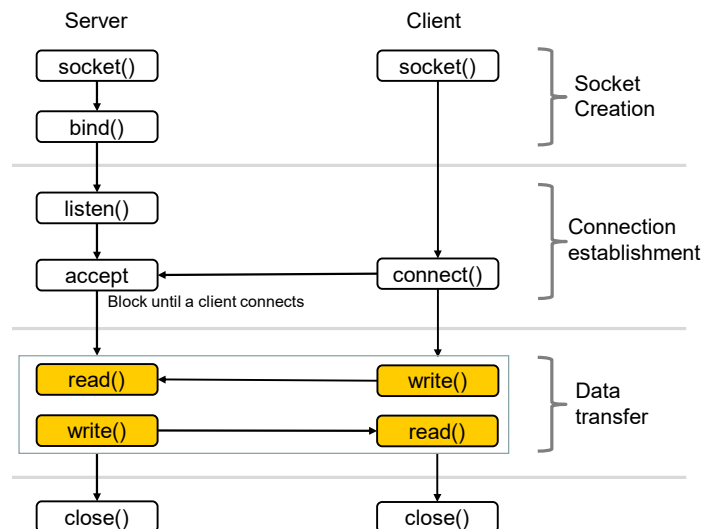 Server
Client
socket()
socket()
Socket
Creation
bind()
listen()
Connection
establishment
accept
connect()
Block until a client connects
read()
write()
Data
transfer
write()
read()
close()
close()